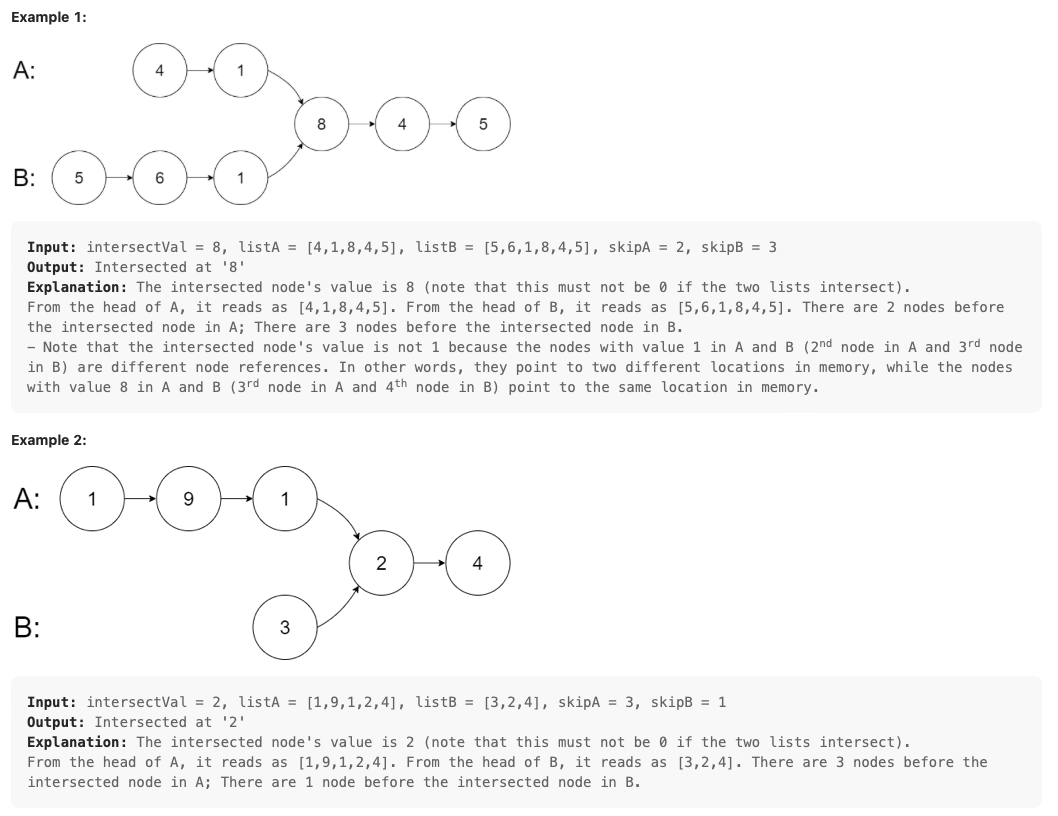 Example 1:
A:
4 1
8 4 5
B: 5 6 1
Input: intersectVal = 8, listA = [4,1,8,4,5], listB = [5,6,1,8,4,5], skipA = 2, skipB = 3
Output: Intersected at '8'
Explanation: The intersected node's value is 8 (note that this must not be 0 if the two lists intersect).
From the head of A, it reads as [4,1,8,4,5]. From the head of B, it reads as [5,6,1,8,4,5]. There are 2 nodes before
the intersected node in A; There are 3 nodes before the intersected node in B.
- Note that the intersected node's value is not 1 because the nodes with value 1 in A and B (2nd node in A and 3rd node
in B) are different node references. In other words, they point to two different locations in memory, while the nodes
with value 8 in A and B (3rd node in A and 4th node in B) point to the same location in memory.
Example 2:
A: 1 9 1
2 4
B: 3
Input: intersectVal = 2, listA = [1,9,1,2,4], listB = [3,2,4], skipA = 3, skipB = 1
Output: Intersected at '2'
Explanation: The intersected node's value is 2 (note that this must not be 0 if the two lists intersect).
From the head of A, it reads as [1,9,1,2,4]. From the head of B, it reads as [3,2,4]. There are 3 nodes before the
intersected node in A; There are 1 node before the intersected node in B.